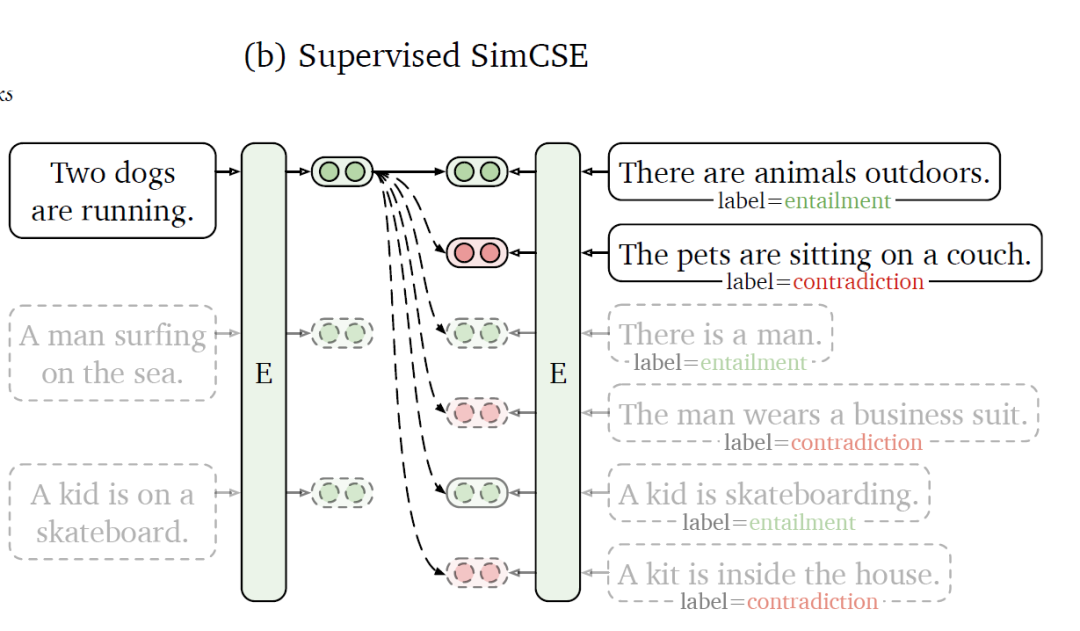 (b) Supervised SimCSE
Two dogs
are running.
There are animals outdoors.
label=entailment
The pets are sitting on a couch.
label=contradiction
A man surfing
on the sea.
There is a man.
label=entailment
E
E
The man wears a business suit.
label=contradiction
A kid is on a
skateboard.
A kid is skateboarding.
label=entailment
A kit is inside the house.
label=contradiction